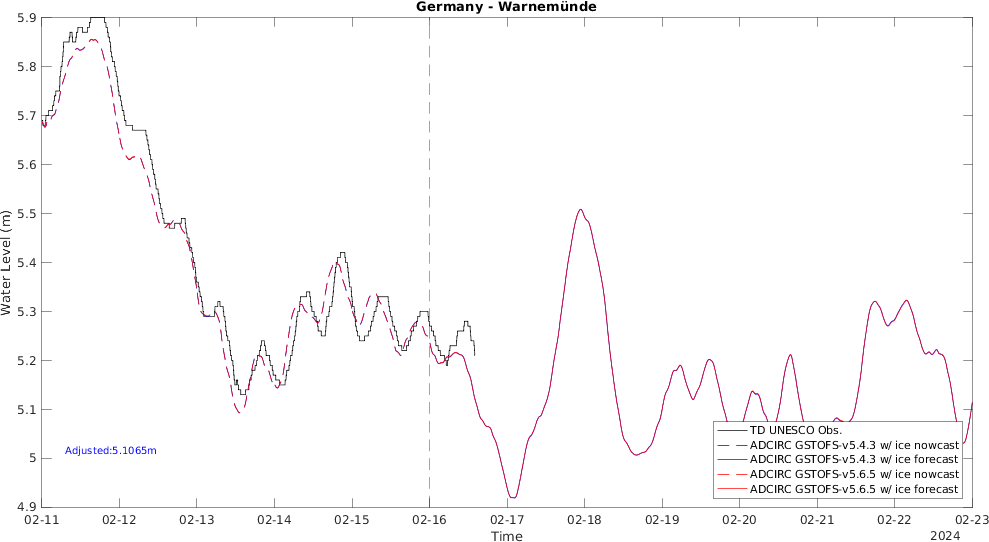 Germany - Warnemünde
5.9
5.8
5.7
5.6
5.5
5.4
5.3
5.2
5.1
5
4.9
Water Level (m)
Adjusted:5.1065m
TD UNESCO Obs.
ADCIRC GSTOFS-v5.4.3 w/ ice nowcast
ADCIRC GSTOFS-v5.4.3 w/ ice forecast
ADCIRC GSTOFS-v5.6.5 w/ ice nowcast
ADCIRC GSTOFS-v5.6.5 w/ ice forecast
02-11 02-12 02-13 02-14 02-15 02-16 02-17 02-18 02-19 02-20 02-21 02-22 02-23
Time
2024